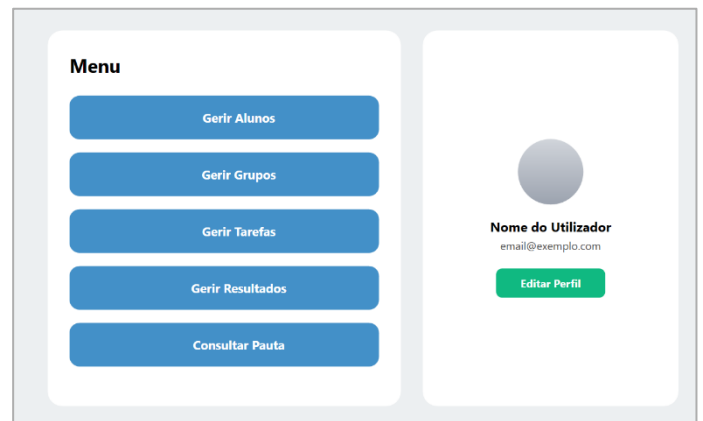 Menu
Gerir Alunos
Gerir Grupos
Gerir Tarefas
Gerir Resultados
Consultar Pauta
Nome do Utilizador
email@exemplo.com
Editar Perfil